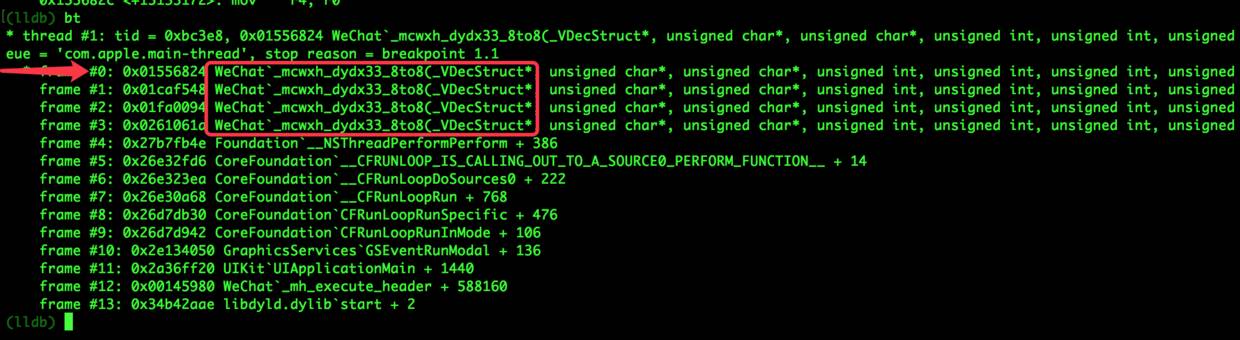 (lldb) bt
* thread #1: tid = 0xbc3e8, 0x01556824 WeChat`_mcwxh_dydx33_8to8(_VDecStruct*, unsigned char*, unsigned char*, unsigned int, unsigned int, unsigned
eue = 'com.apple.main-thread', stop reason = breakpoint 1.1
frame #0: 0x01556824 WeChat`_mcwxh_dydx33_8to8(_VDecStruct*, unsigned char*, unsigned char*, unsigned int, unsigned int, unsigned
frame #1: 0x01caf548 WeChat`_mcwxh_dydx33_8to8(_VDecStruct*, unsigned char*, unsigned char*, unsigned int, unsigned int, unsigned
frame #2: 0x01fa0094 WeChat`_mcwxh_dydx33_8to8(_VDecStruct*, unsigned char*, unsigned char*, unsigned int, unsigned int, unsigned
frame #3: 0x0261061a WeChat`_mcwxh_dydx33_8to8(_VDecStruct*, unsigned char*, unsigned char*, unsigned int, unsigned int, unsigned
frame #4: 0x27b7fb4e Foundation`__NSThreadPerformPerform + 386
frame #5: 0x26e32fd6 CoreFoundation`__CFRUNLOOP_IS_CALLING_OUT_TO_A_SOURCE0_PERFORM_FUNCTION__ + 14
frame #6: 0x26e323ea CoreFoundation`__CFRunLoopDoSources0 + 222
frame #7: 0x26e30a68 CoreFoundation`__CFRunLoopRun + 768
frame #8: 0x26d7db30 CoreFoundation`CFRunLoopRunSpecific + 476
frame #9: 0x26d7d942 CoreFoundation`CFRunLoopRunInMode + 106
frame #10: 0x2e134050 GraphicsServices`GSEventRunModal + 136
frame #11: 0x2a36ff20 UIKit`UIApplicationMain + 1440
frame #12: 0x00145980 WeChat`_mh_execute_header + 588160
frame #13: 0x34b42aae libdyld.dylib`start + 2
(lldb)